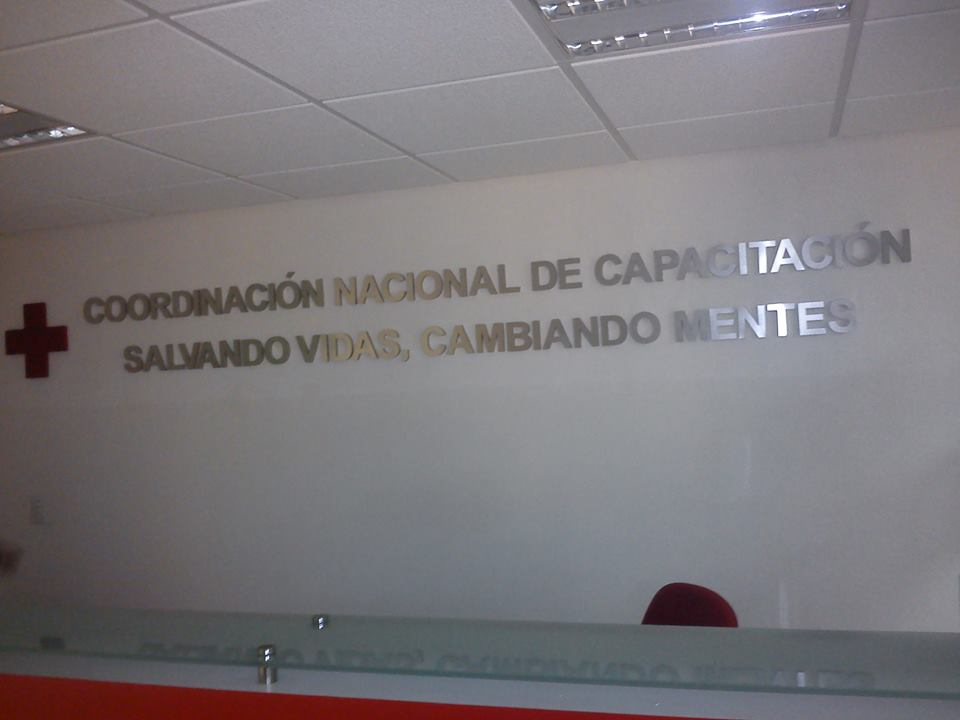 COORDINACIÓN NACIONAL DE CAPACITACIÓN
SALVANDO VIDAS, CAMBIANDO MENTES